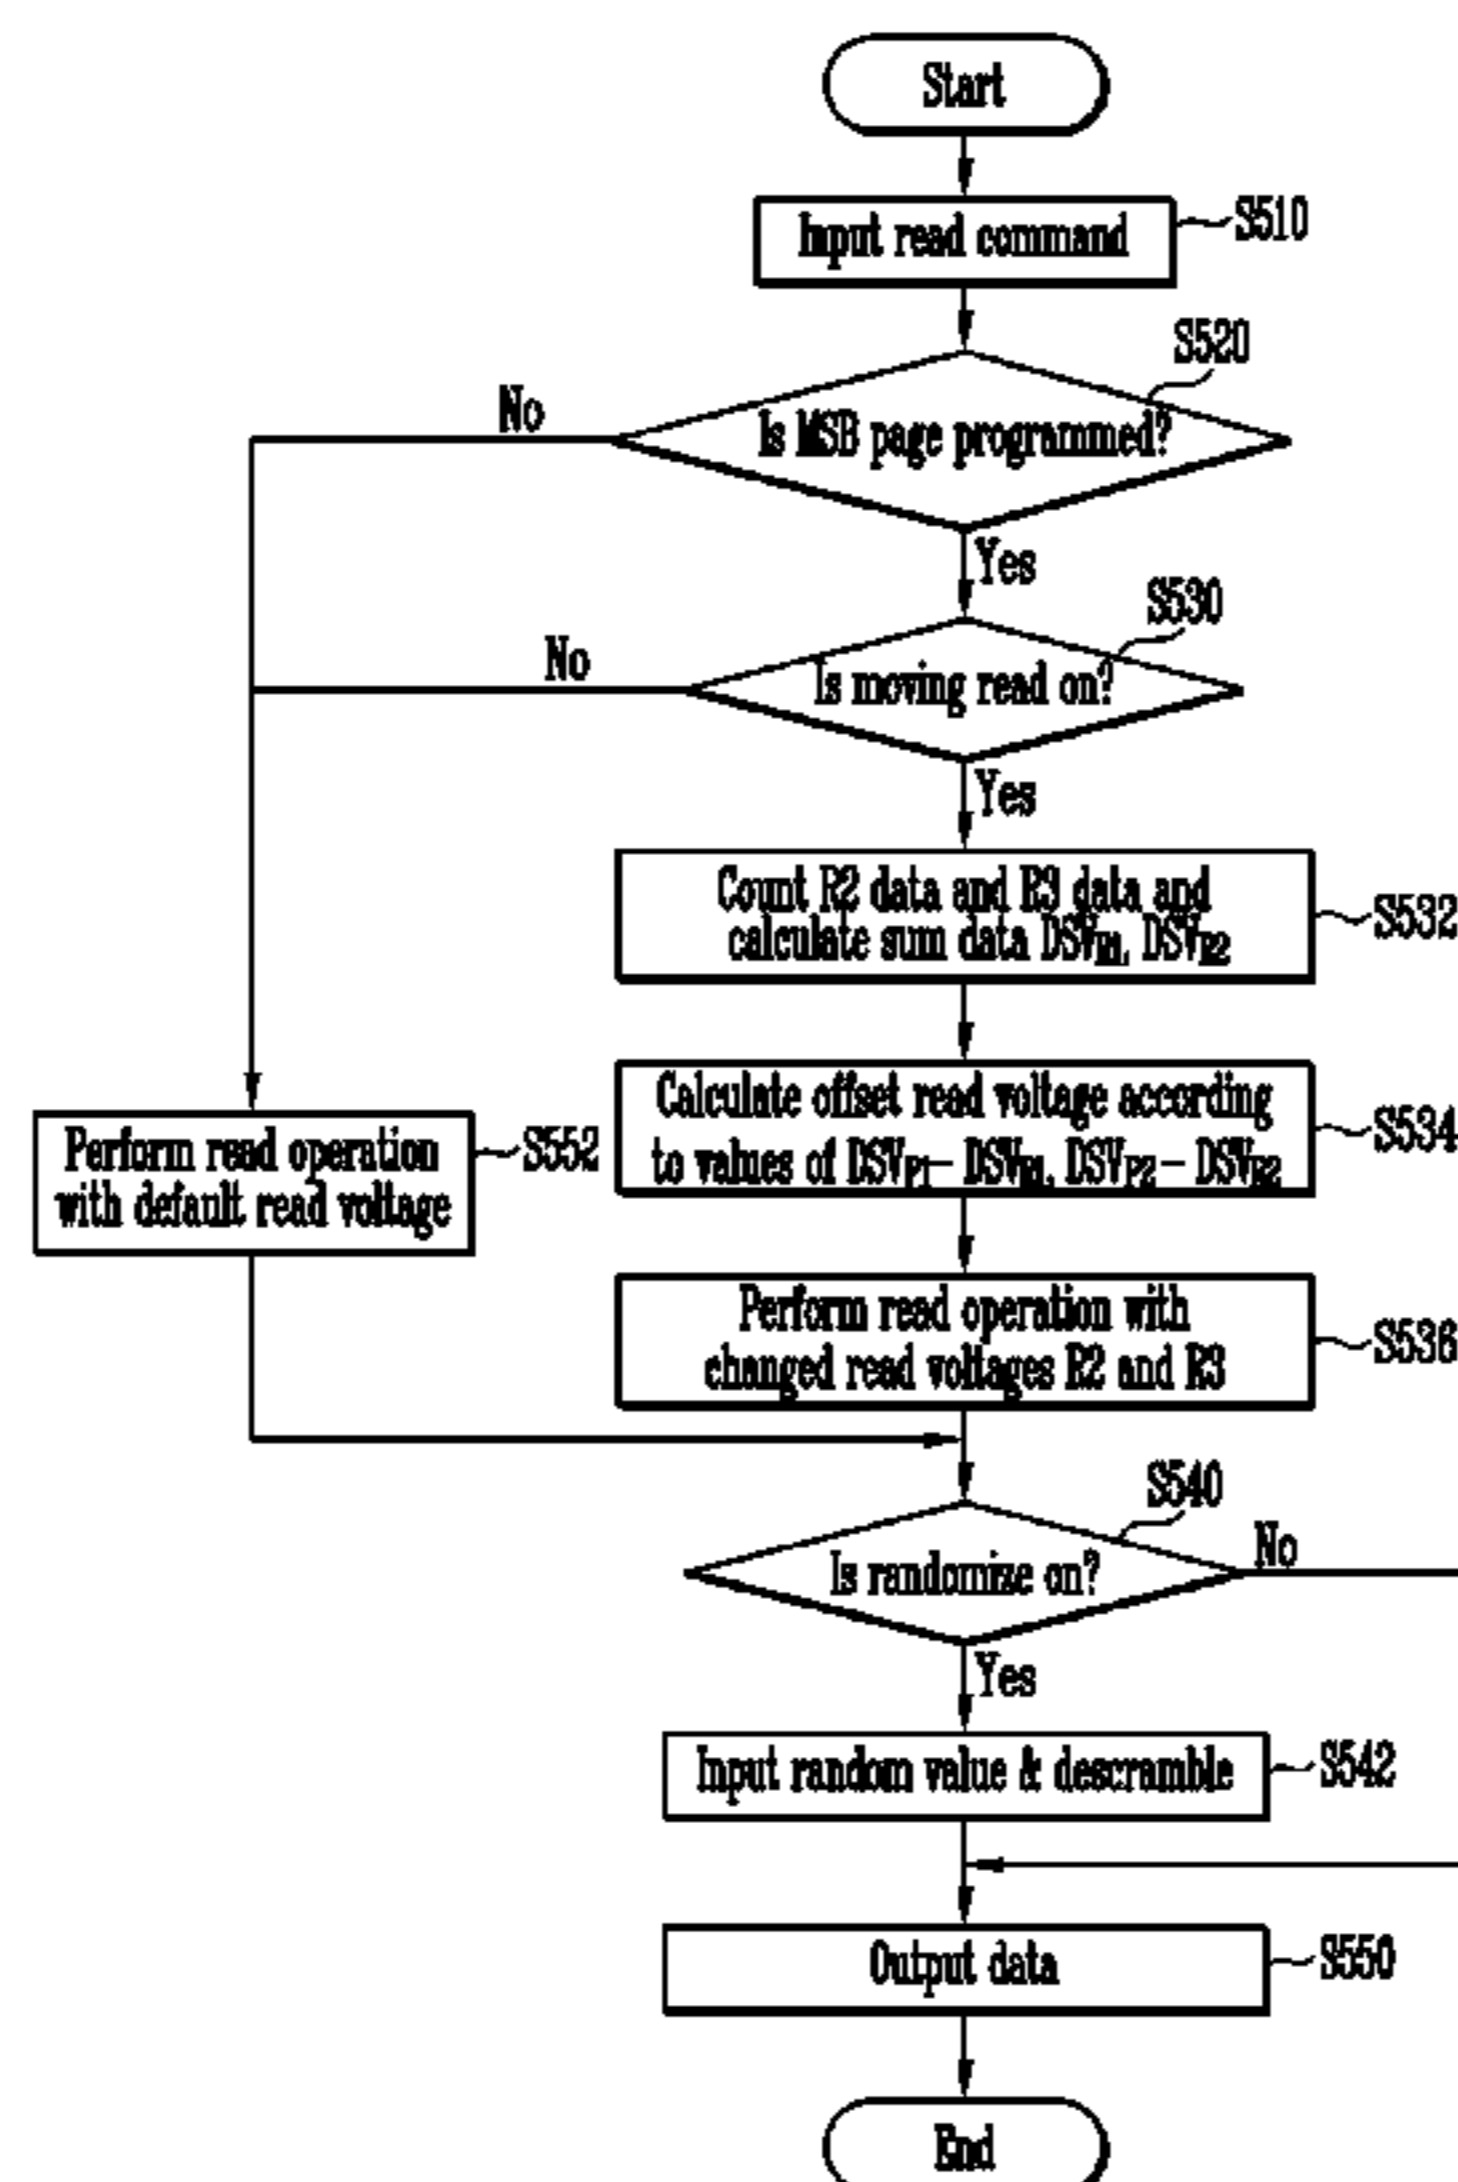 Start
Input read command
S510
S520
No
Is MSB page programmed?
Yes
S530
No
Is moving read on?
Yes
Count R2 data and R3 data and
calculate sum data DSVR1, DSVR2
S532
Calculate offset read voltage according
to values of DSVP1 – DSVR1, DSVP2 – DSVR2
S534
Perform read operation
with default read voltage
S552
Perform read operation with
changed read voltages R2 and R3
S536
S540
Is randomize on?
No
Yes
Input random value & descramble
S542
Output data
S550
End